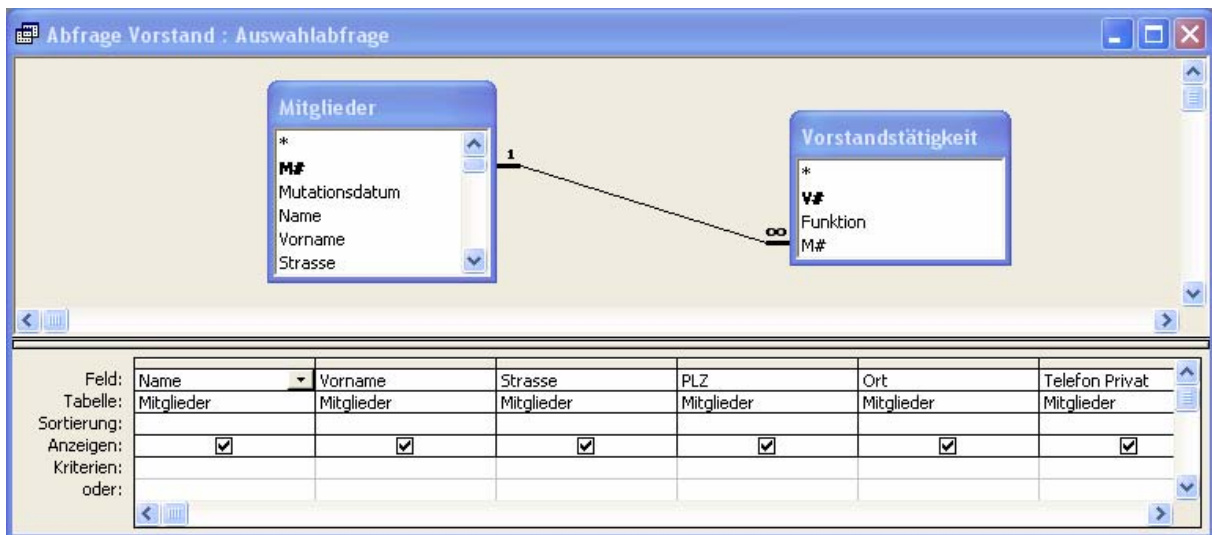 Abfrage Vorstand : Auswahlabfrage
Mitglieder
*
M#
Mutationsdatum
Name
Vorname
Strasse
1
∞
Vorstandstätigkeit
*
V#
Funktion
M#
Feld: Name Vorname Strasse PLZ Ort Telefon Privat
Tabelle: Mitglieder Mitglieder Mitglieder Mitglieder Mitglieder Mitglieder
Sortierung:
Anzeigen:
Kriterien:
oder: